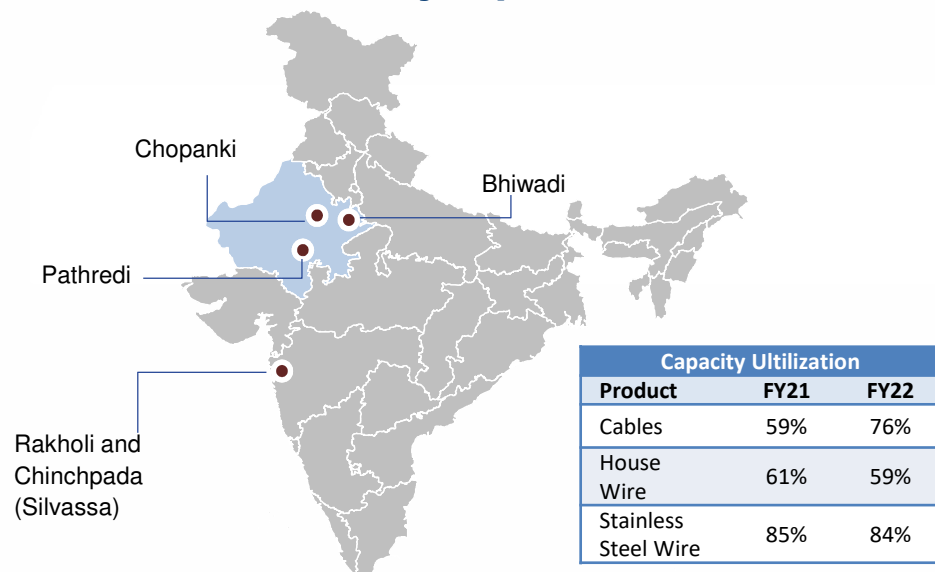 Chopanki
Bhiwadi
Pathredi
Rakholi and
Chinchpada
(Silvassa)
Capacity Ultilization
Product FY21 FY22
Cables 59% 76%
House
Wire 61% 59%
Stainless
Steel Wire 85% 84%